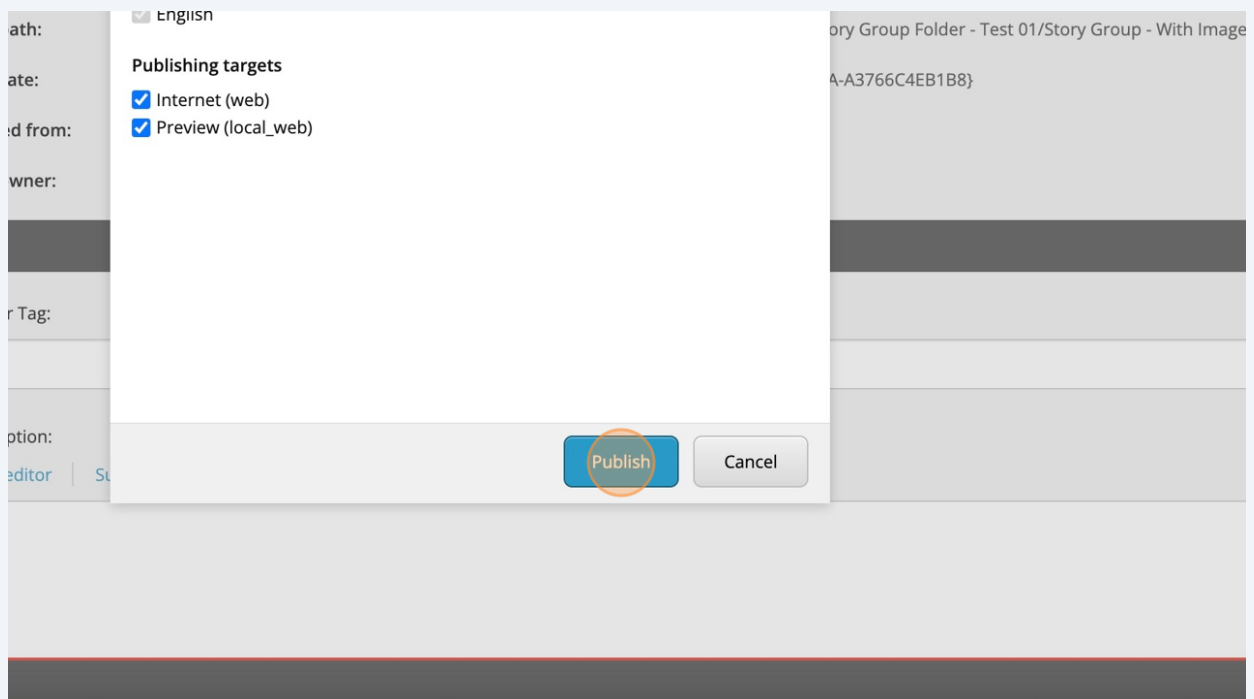 English
ath:
ory Group Folder - Test 01/Story Group - With Image
Publishing targets
ate:
A-A3766C4EB1B8}
Internet (web)
Preview (local_web)
ed from:
wner:
r Tag:
ption:
editor
Su
Publish
Cancel